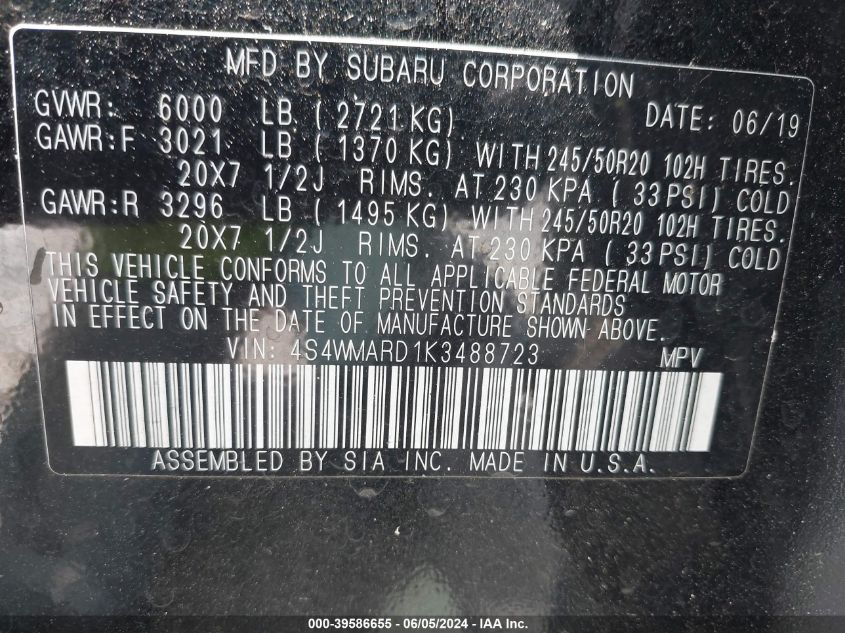 MFD BY SUBARU CORPORATION
GVWR: 6000 LB ( 2721 KG) DATE: 06/19
GAWR:F 3021 LB ( 1370 KG) WITH 245/50R20 102H TIRES.
20X7 1/2J RIMS. AT 230 KPA ( 33 PSI) COLD
GAWR:R 3296 LB ( 1495 KG) WITH 245/50R20 102H TIRES.
20X7 1/2J RIMS. AT 230 KPA ( 33 PSI) COLD
THIS VEHICLE CONFORMS TO ALL APPLICABLE FEDERAL MOTOR
VEHICLE SAFETY AND THEFT PREVENTION STANDARDS
IN EFFECT ON THE DATE OF MANUFACTURE SHOWN ABOVE.
VIN: 4S4WMARD1K3488723 MPV
ASSEMBLED BY SIA INC. MADE IN U.S.A.
000-39586655 - 06/05/2024 - IAA, Inc.